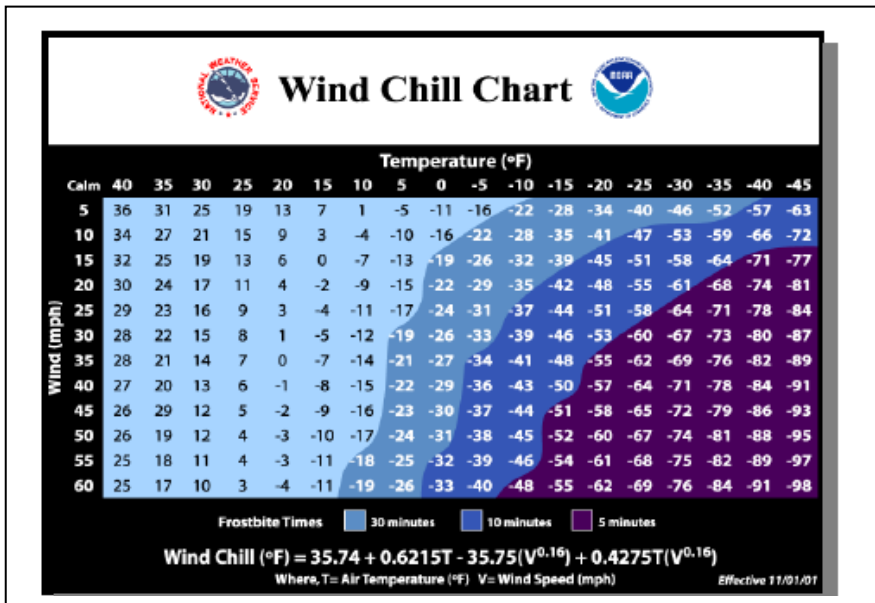 NATIONAL WEATHER SERVICE
Wind Chill Chart
NOAA
Temperature (ºF)
Calm 40 35 30 25 20 15 10 5 0 -5 -10 -15 -20 -25 -30 -35 -40 -45
5 36 31 25 19 13 7 1 -5 -11 -16 -22 -28 -34 -40 -46 -52 -57 -63
10 34 27 21 15 9 3 -4 -10 -16 -22 -28 -35 -41 -47 -53 -59 -66 -72
15 32 25 19 13 6 0 -7 -13 -19 -26 -32 -39 -45 -51 -58 -64 -71 -77
20 30 24 17 11 4 -2 -9 -15 -22 -29 -35 -42 -48 -55 -61 -68 -74 -81
25 29 23 16 9 3 -4 -11 -17 -24 -31 -37 -44 -51 -58 -64 -71 -78 -84
30 28 22 15 8 1 -5 -12 -19 -26 -33 -39 -46 -53 -60 -67 -73 -80 -87
35 28 21 14 7 0 -7 -14 -21 -27 -34 -41 -48 -55 -62 -69 -76 -82 -89
40 27 20 13 6 -1 -8 -15 -22 -29 -36 -43 -50 -57 -64 -71 -78 -84 -91
45 26 29 12 5 -2 -9 -16 -23 -30 -37 -44 -51 -58 -65 -72 -79 -86 -93
50 26 19 12 4 -3 -10 -17 -24 -31 -38 -45 -52 -60 -67 -74 -81 -88 -95
55 25 18 11 4 -3 -11 -18 -25 -32 -39 -46 -54 -61 -68 -75 -82 -89 -97
60 25 17 10 3 -4 -11 -19 -26 -33 -40 -48 -55 -62 -69 -76 -84 -91 -98
Wind (mph)
Frostbite Times 30 minutes 10 minutes 5 minutes
Wind Chill (ºF) = 35.74 + 0.6215T - 35.75(V^0.16) + 0.4275T(V^0.16)
Where, T= Air Temperature (ºF) V= Wind Speed (mph) Effective 11/01/01